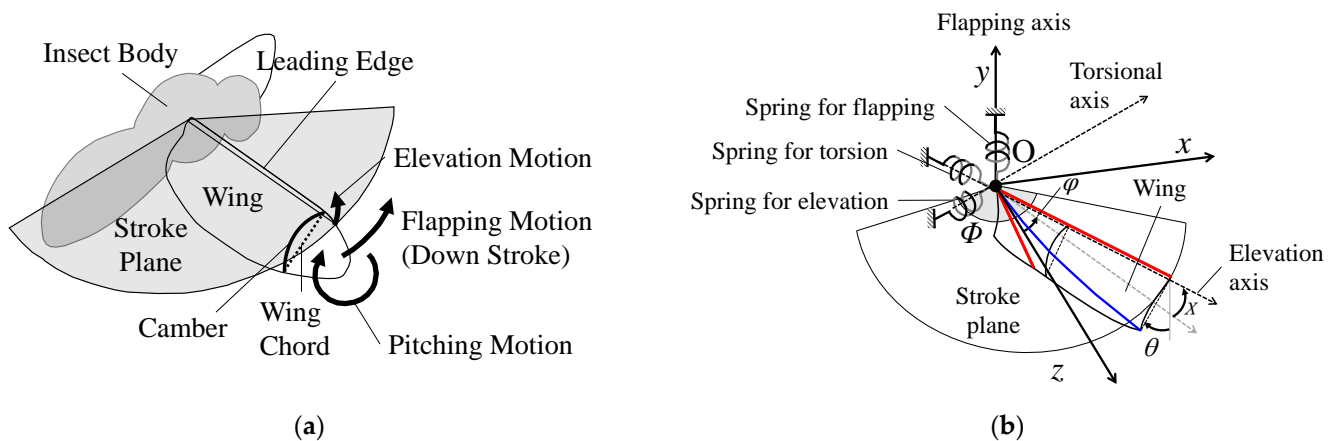 Insect Body
Leading Edge
Elevation Motion
Wing
Flapping Motion
(Down Stroke)
Stroke
Plane
Camber
Wing
Chord
Pitching Motion
(a)
Flapping axis
y
Torsional
axis
Spring for flapping
O
x
Spring for torsion
φ
Wing
Spring for elevation
Φ
Elevation
axis
Stroke
plane
χ
θ
z
(b)